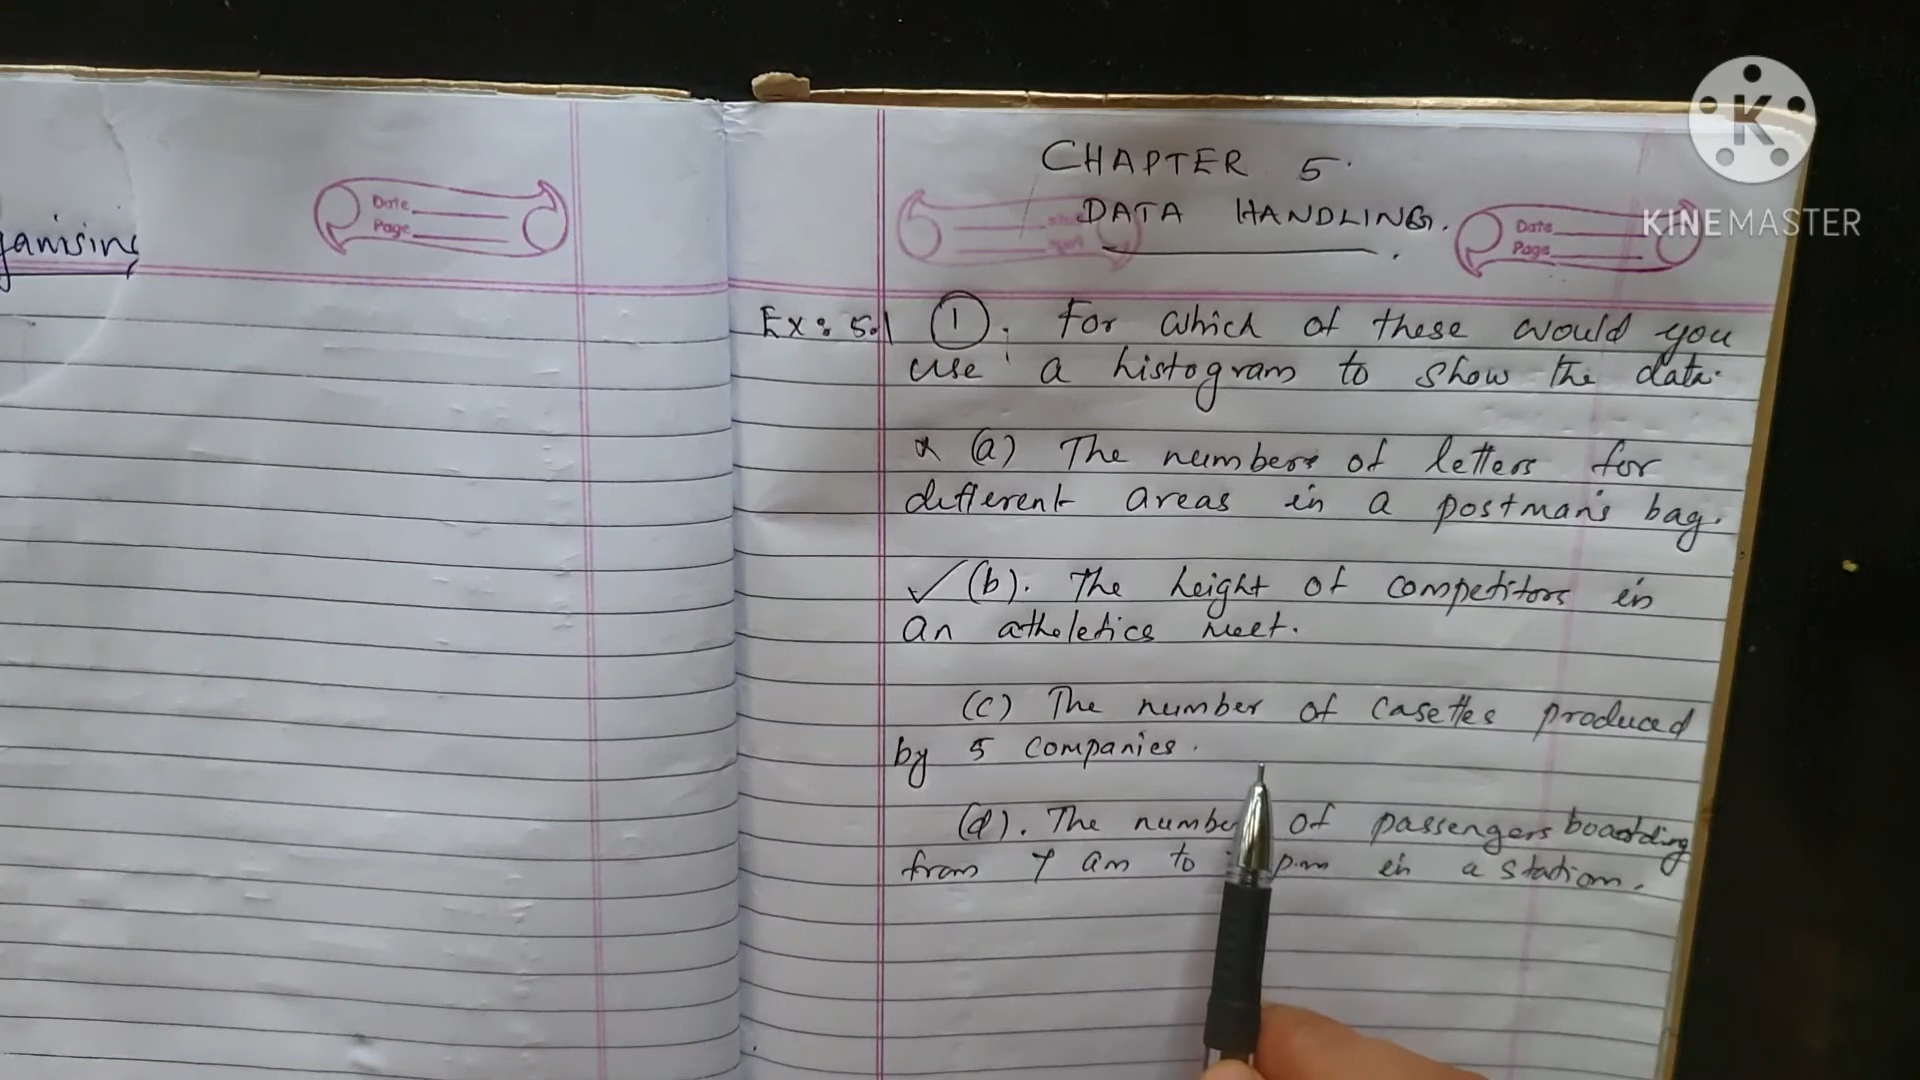 ganising
Date
Page
CHAPTER 5.
DATA HANDLING.
Date
Page
KINEMASTER
Ex: 5.1 (1). For which of these would you
use a histogram to show the data.
x (a) The numbers of letters for
different areas in a postman's bag.
✓ (b). The height of competitors in
an atheletics meet.
(c) The number of casettes produced
by 5 companies.
(d). The number of passengers boarding
from 7 am to pm in a station.